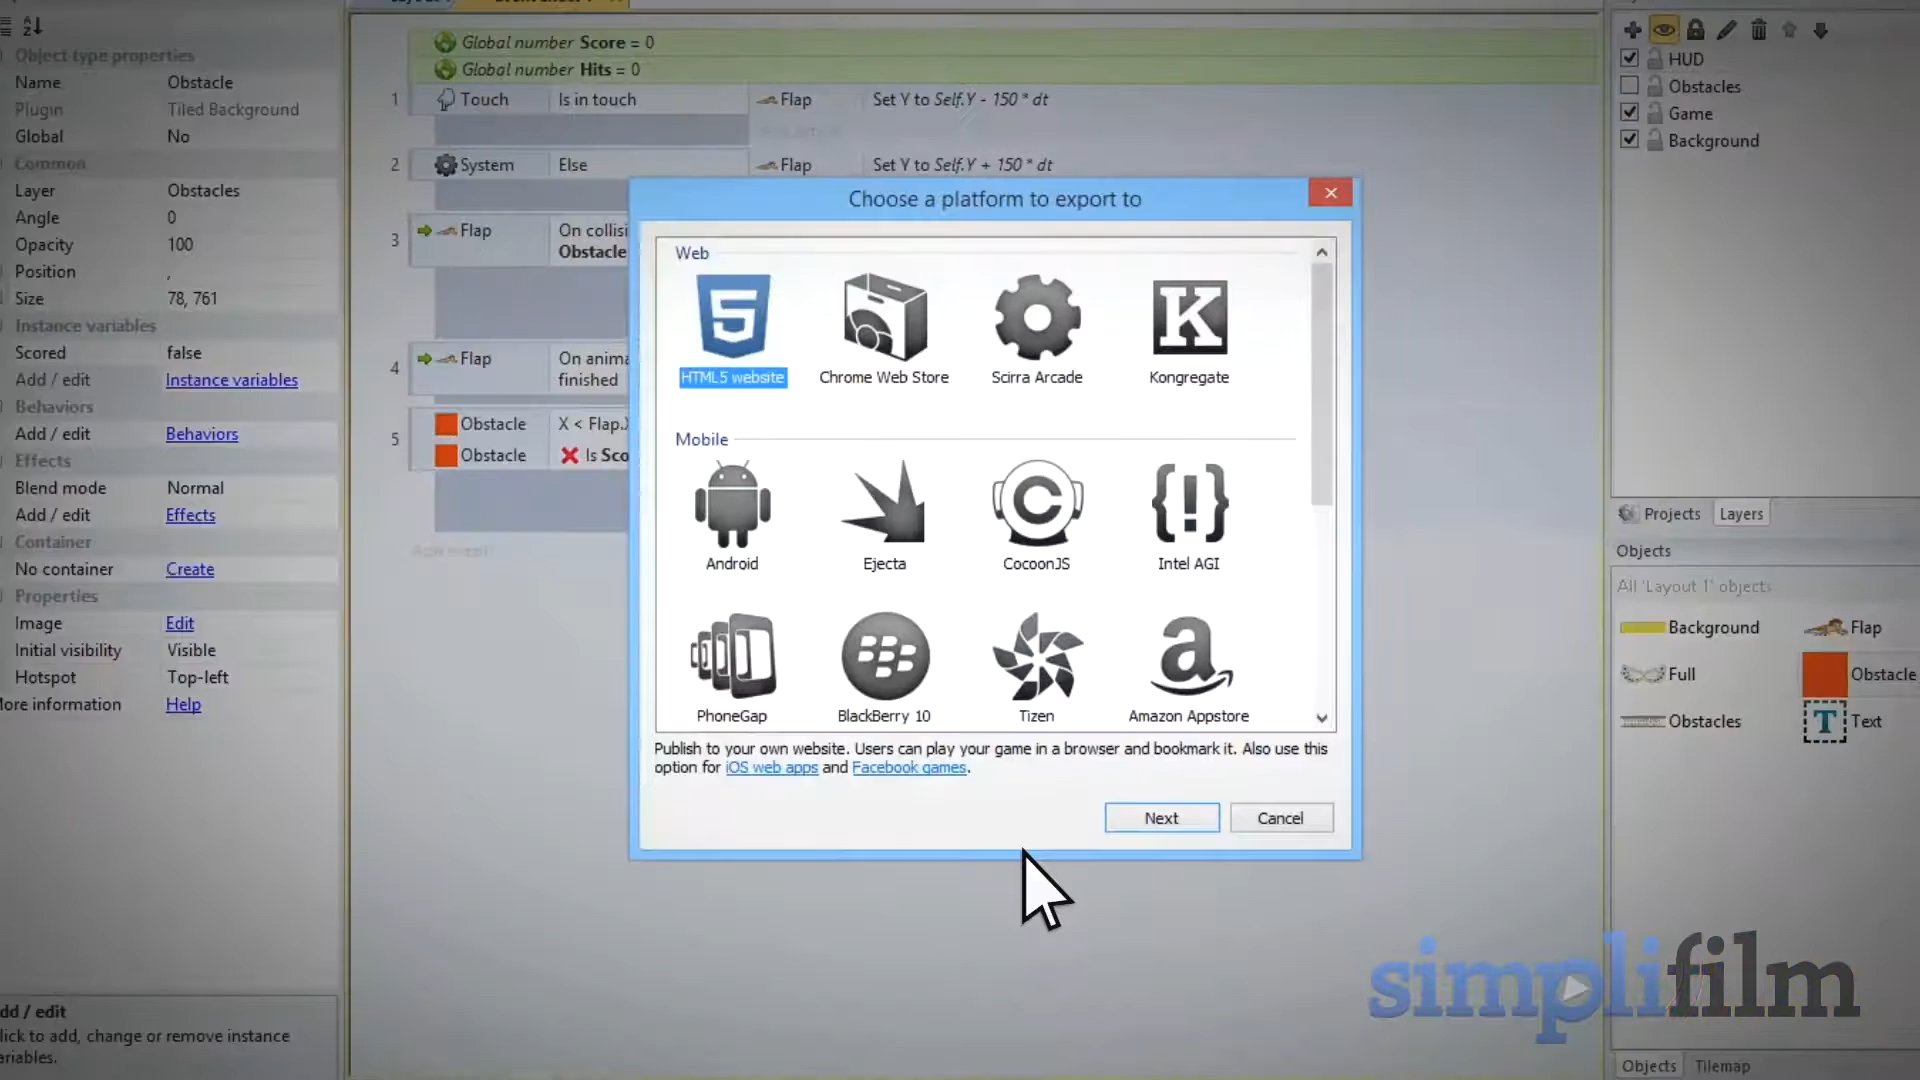 Object type properties
Name Obstacle
Plugin Tiled Background
Global No
Common
Layer Obstacles
Angle 0
Opacity 100
Position ,
Size 78, 761
Instance variables
Scored false
Add / edit Instance variables
Behaviors
Add / edit Behaviors
Effects
Blend mode Normal
Add / edit Effects
Container
No container Create
Properties
Image Edit
Initial visibility Visible
Hotspot Top-left
More information Help
dd / edit
lick to add, change or remove instance
ariables.
Global number Score = 0
Global number Hits = 0
1 Touch Is in touch Flap Set Y to Self.Y - 150 * dt
2 System Else Flap Set Y to Self.Y + 150 * dt
3 Flap On collisi
Obstacle
4 Flap On anima
finished
5 Obstacle X < Flap.X
Obstacle Is Sco
Choose a platform to export to
Web
HTML5 website Chrome Web Store Scirra Arcade Kongregate
Mobile
Android Ejecta CocoonJS Intel AGI
PhoneGap BlackBerry 10 Tizen Amazon Appstore
Publish to your own website. Users can play your game in a browser and bookmark it. Also use this
option for iOS web apps and Facebook games.
Next Cancel
HUD
Obstacles
Game
Background
Projects Layers
Objects
All 'Layout 1' objects
Background Flap
Full Obstacle
Obstacles Text
simplifilm
Objects Tilemap